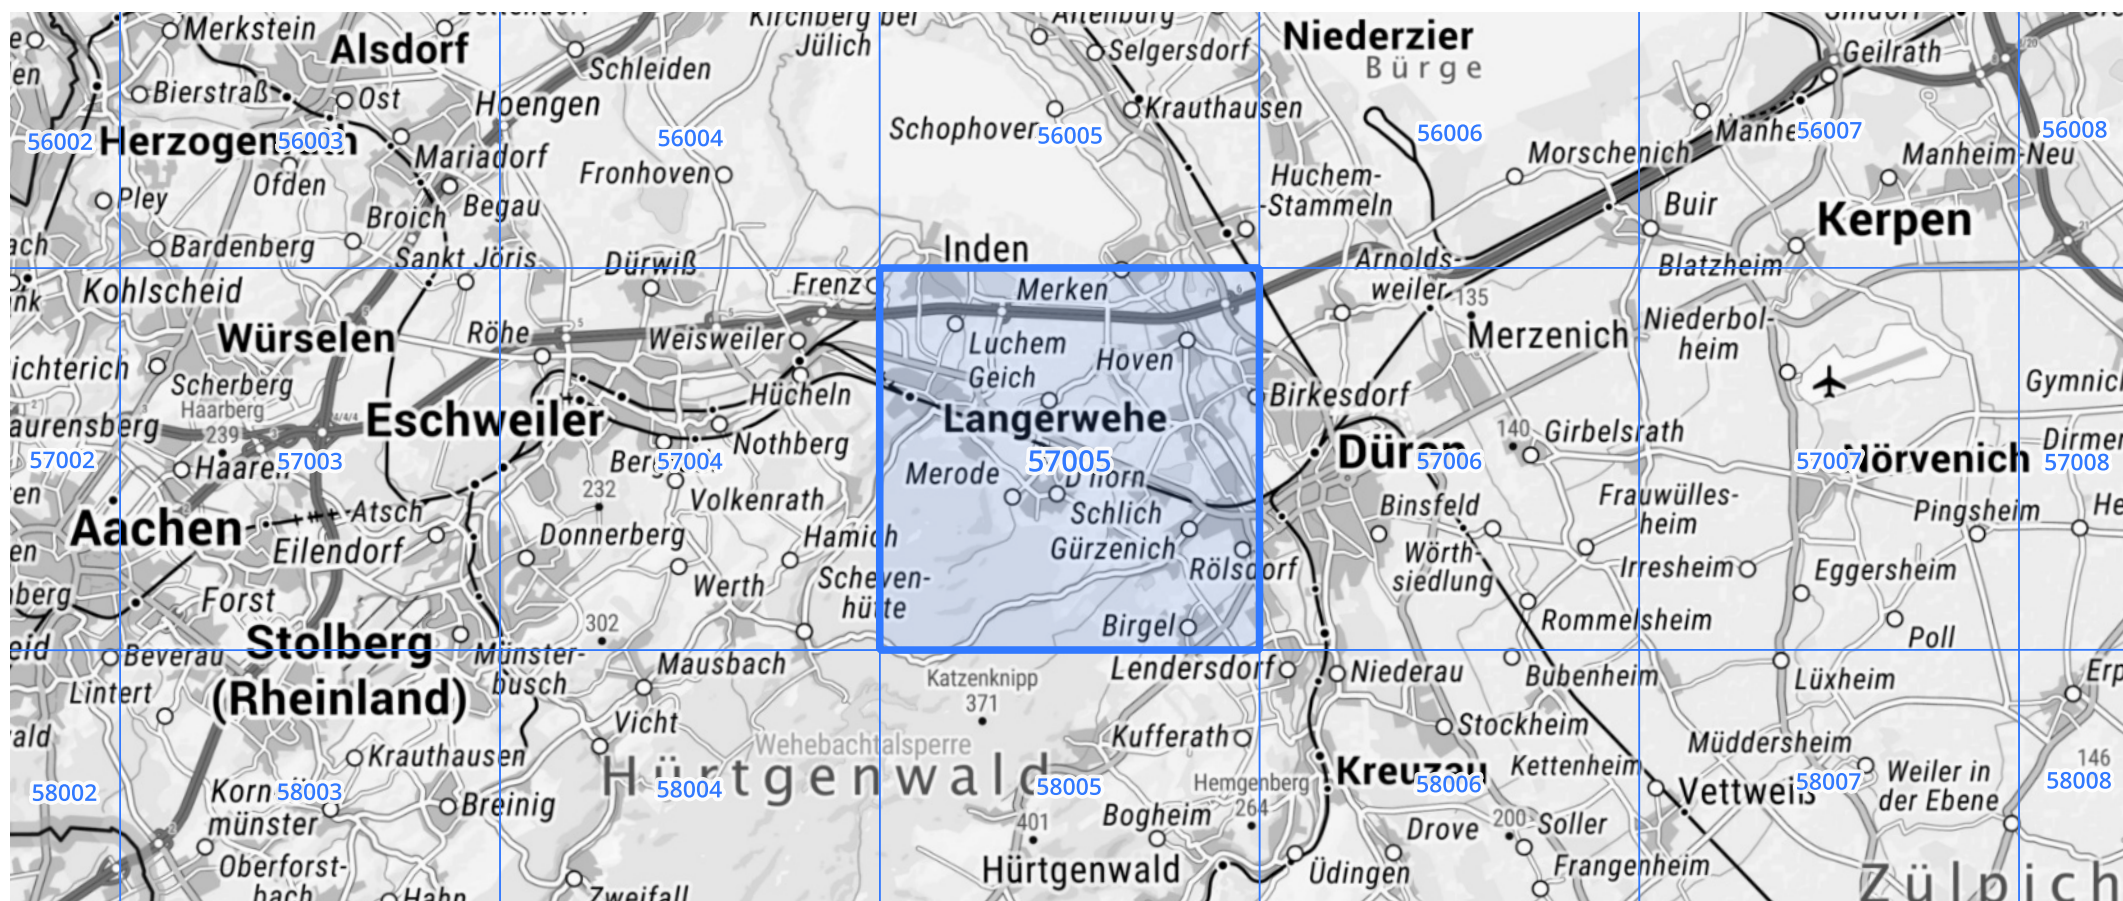 Merkstein
Alsdorf
Schleiden
Bierstraß
Ost
Hoengen
56002
Herzogenrath
56003
Mariadorf
56004
Fronhoven
Ofden
Pley
Broich
Begau
Bardenberg
Sankt Jöris
Dürwiß
Kirchberg bei
Jülich
Altenburg
Selgersdorf
Krauthausen
Schophoven
56005
Inden
Niederzier
Bürge
56006
Huchem-
-Stammeln
Morschenich
Arnolds-
weiler
Geilrath
56007
56008
Manheim-Neu
Buir
Kerpen
Blatzheim
Kohlscheid
Würselen
Röhe
Weisweiler
Frenz
Scherberg
Haarberg
239
Eschweiler
Hücheln
Nothberg
57002
Haaren
57003
57004
232
Volkenrath
Aachen
Atsch
Eilendorf
Donnerberg
Hamich
Werth
Scheven-
hütte
Forst
302
Stolberg
(Rheinland)
Merken
Luchem
Geich
Hoven
Langerwehe
Merode
57005
D'horn
Schlich
Gürzenich
Rölsdorf
Birgel
Birkesdorf
135
Merzenich
Niederbol-
heim
Düren
57006
140
Girbelsrath
Binsfeld
Wörth-
siedlung
Frauwülles-
heim
Irresheim
Rommelsheim
57007
Nörvenich
57008
Pingsheim
Eggersheim
Poll
Beverau
Lintert
Münster-
busch
Mausbach
Vicht
Krauthausen
58002
58003
Breinig
Korn
münster
Oberforst-
bach
Hahn
Zweifall
58004
Wehebachtalsperre
Hürtgenwald
Katzenknipp
371
Lendersdorf
Kufferath
58005
Hemgenberg
264
401
Bogheim
Hürtgenwald
Niederau
Stockheim
Bubenheim
Kreuzau
58006
Kettenheim
Drove
200
Soller
Üdingen
Frangenheim
Lüxheim
Müddersheim
58007
Vettweiß
Weiler in
der Ebene
146
58008
Zülpich